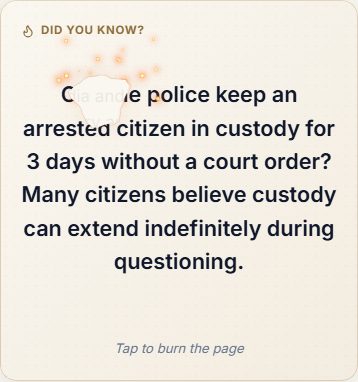 DID YOU KNOW?
police keep an
arrested citizen in custody for
3 days without a court order?
Many citizens believe custody
can extend indefinitely during
questioning.
Tap to burn the page